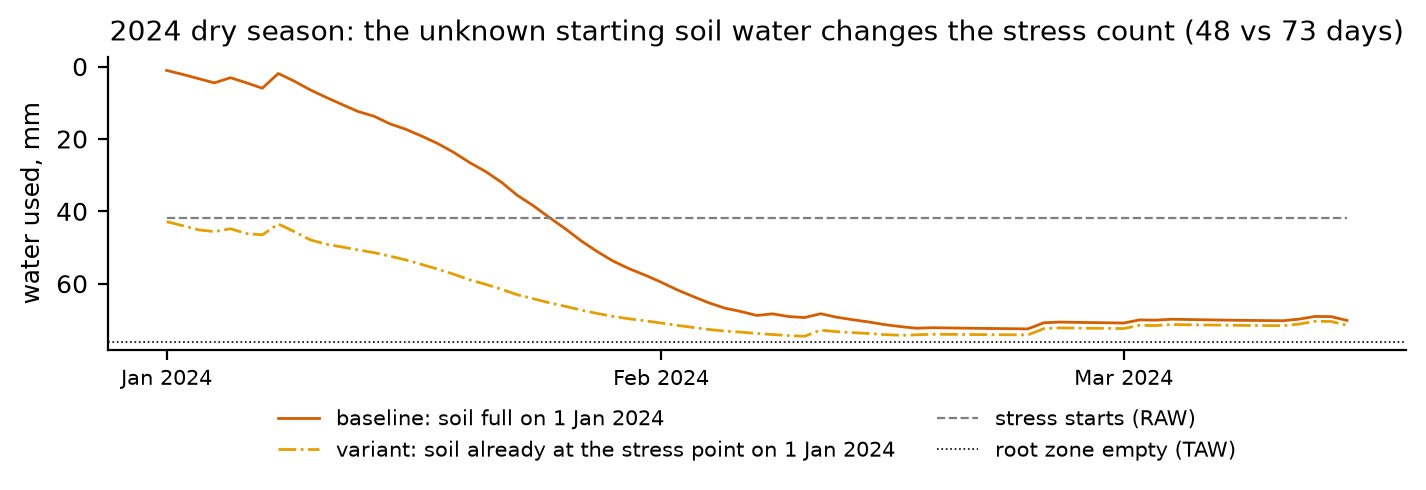 2024 dry season: the unknown starting soil water changes the stress count (48 vs 73 days)
water used, mm
0
20
40
60
Jan 2024
Feb 2024
Mar 2024
baseline: soil full on 1 Jan 2024
variant: soil already at the stress point on 1 Jan 2024
stress starts (RAW)
root zone empty (TAW)